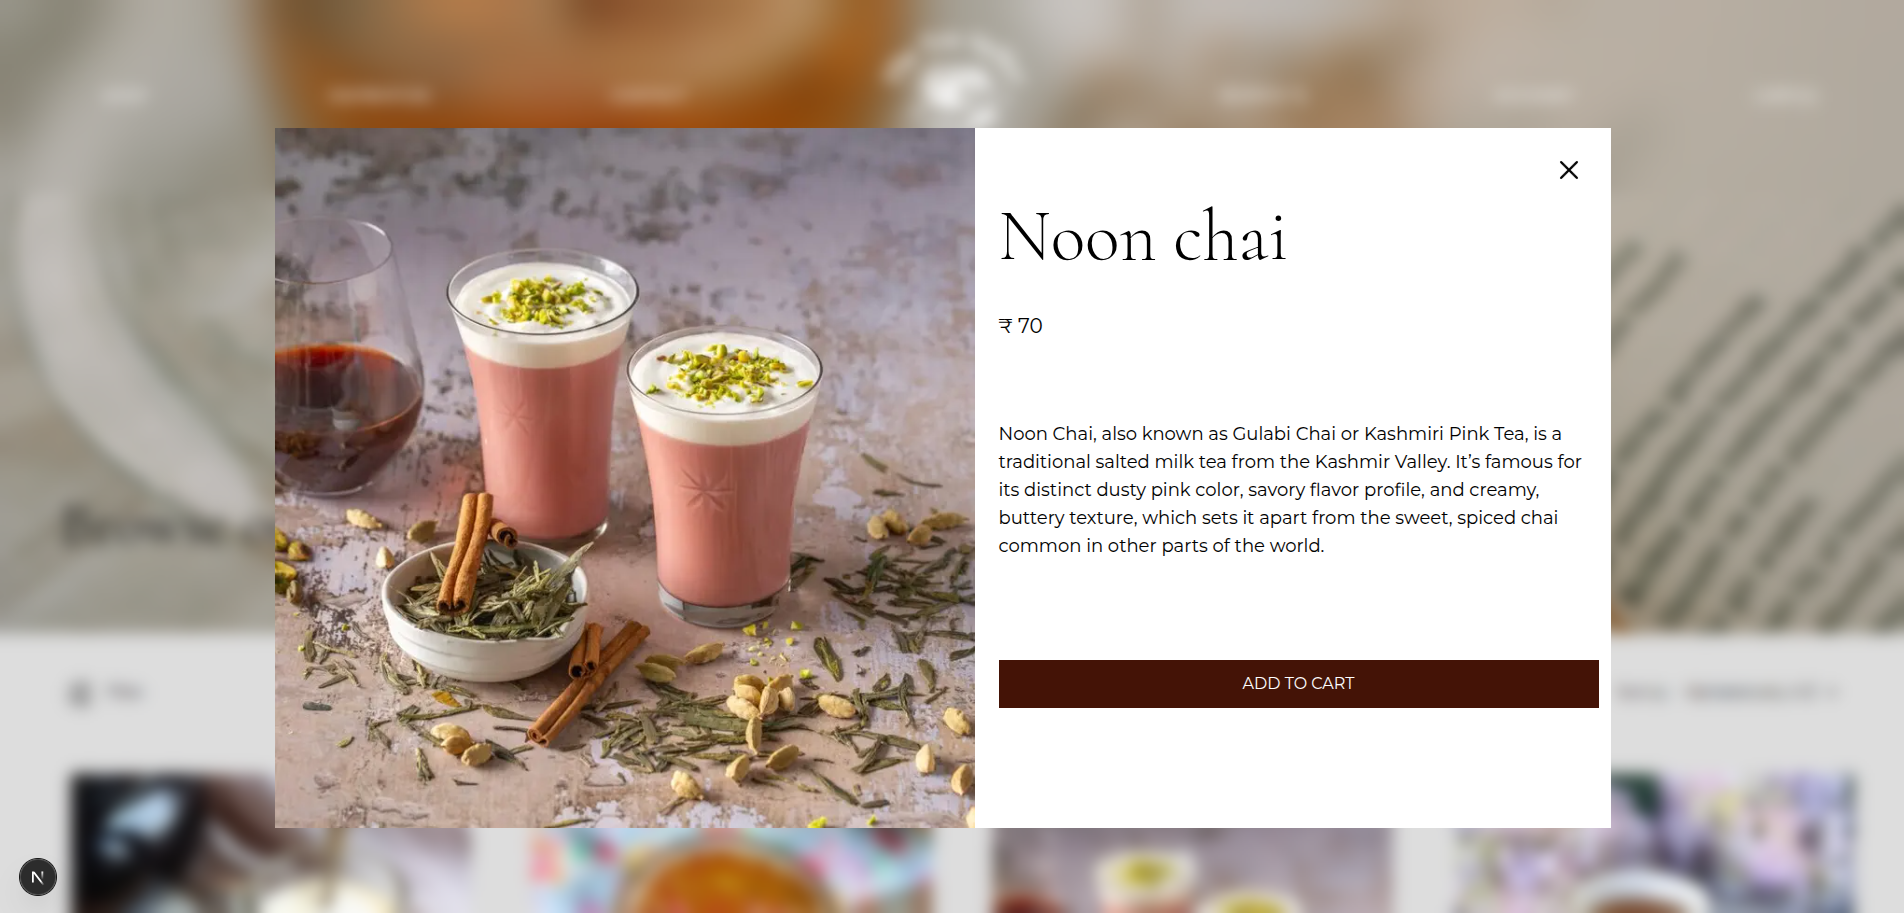 Noon chai
₹ 70
Noon Chai, also known as Gulabi Chai or Kashmiri Pink Tea, is a
traditional salted milk tea from the Kashmir Valley. It’s famous for
its distinct dusty pink color, savory flavor profile, and creamy,
buttery texture, which sets it apart from the sweet, spiced chai
common in other parts of the world.
ADD TO CART
N